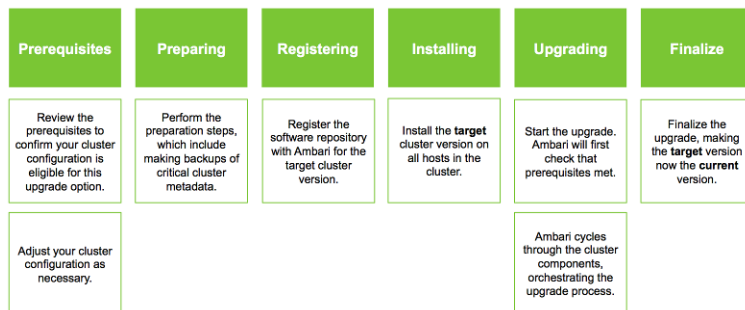 Prerequisites
Preparing
Registering
Installing
Upgrading
Finalize
Review the
prerequisites to
confirm your cluster
configuration is
eligible for this
upgrade option.
Perform the
preparation steps,
which include
making backups of
critical cluster
metadata.
Register the
software repository
with Ambari for the
target cluster
version.
Install the target
cluster version on
all hosts in the
cluster.
Start the upgrade.
Ambari will first
check that
prerequisites met.
Finalize the
upgrade, making
the target version
now the current
version.
Adjust your cluster
configuration as
necessary.
Ambari cycles
through the cluster
components,
orchestrating the
upgrade process.